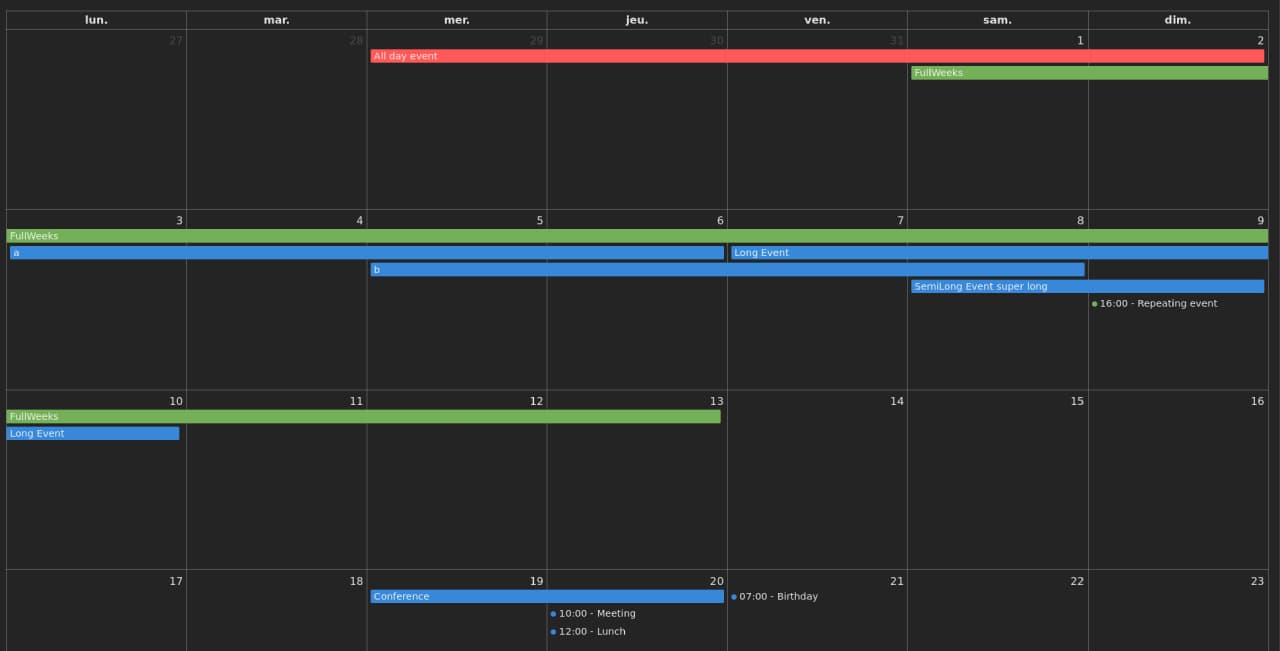 lun. mar. mer. jeu. ven. sam. dim.
27 28 29 30 31 1 2
All day event
FullWeeks
3 4 5 6 7 8 9
FullWeeks
a Long Event
b
SemiLong Event super long
16:00 - Repeating event
10 11 12 13 14 15 16
FullWeeks
Long Event
17 18 19 20 21 22 23
Conference 07:00 - Birthday
10:00 - Meeting
12:00 - Lunch